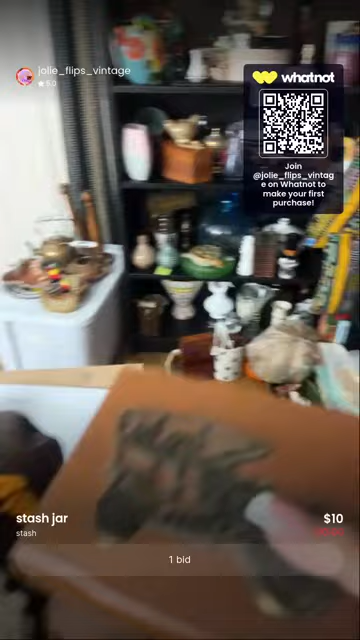 jolie_flips_vintage
★5.0
whatnot
Join
@jolie_flips_vintag
e on Whatnot to
make your first
purchase!
stash jar
$10
stash
1 bid